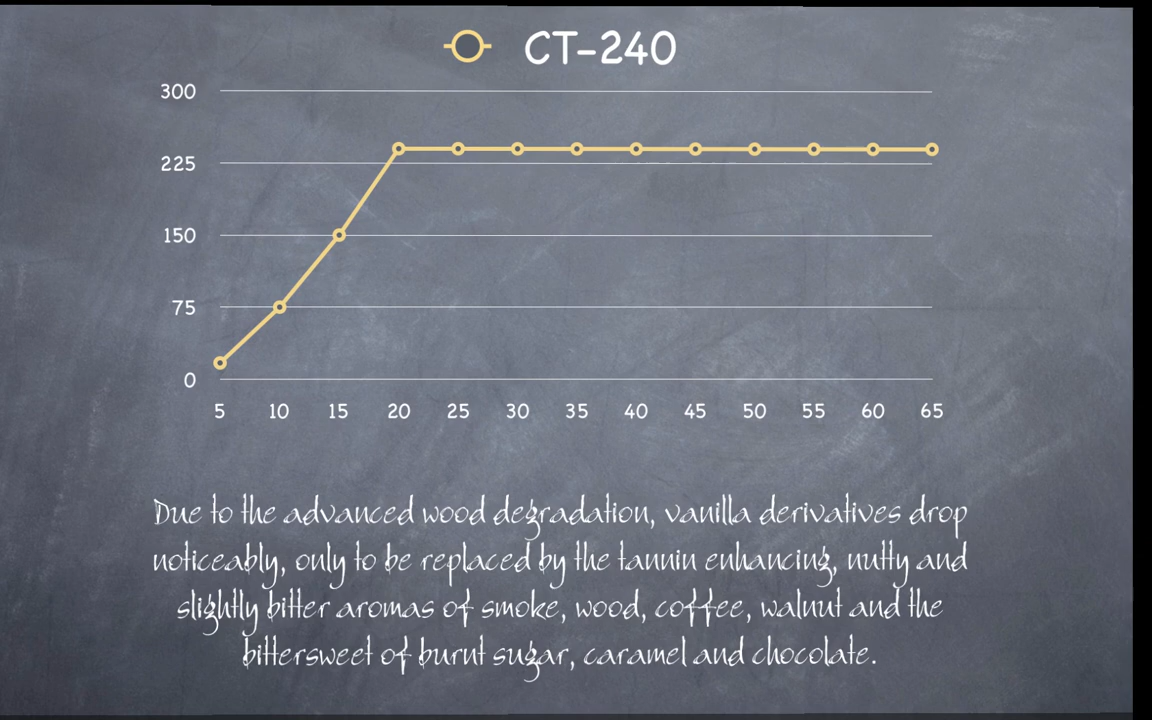 CT-240
300
225
150
75
0
5 10 15 20 25 30 35 40 45 50 55 60 65
Due to the advanced wood degradation, vanilla derivatives drop
noticeably, only to be replaced by the tannin enhancing, nutty and
slightly bitter aromas of smoke, wood, coffee, walnut and the
bittersweet of burnt sugar, caramel and chocolate.